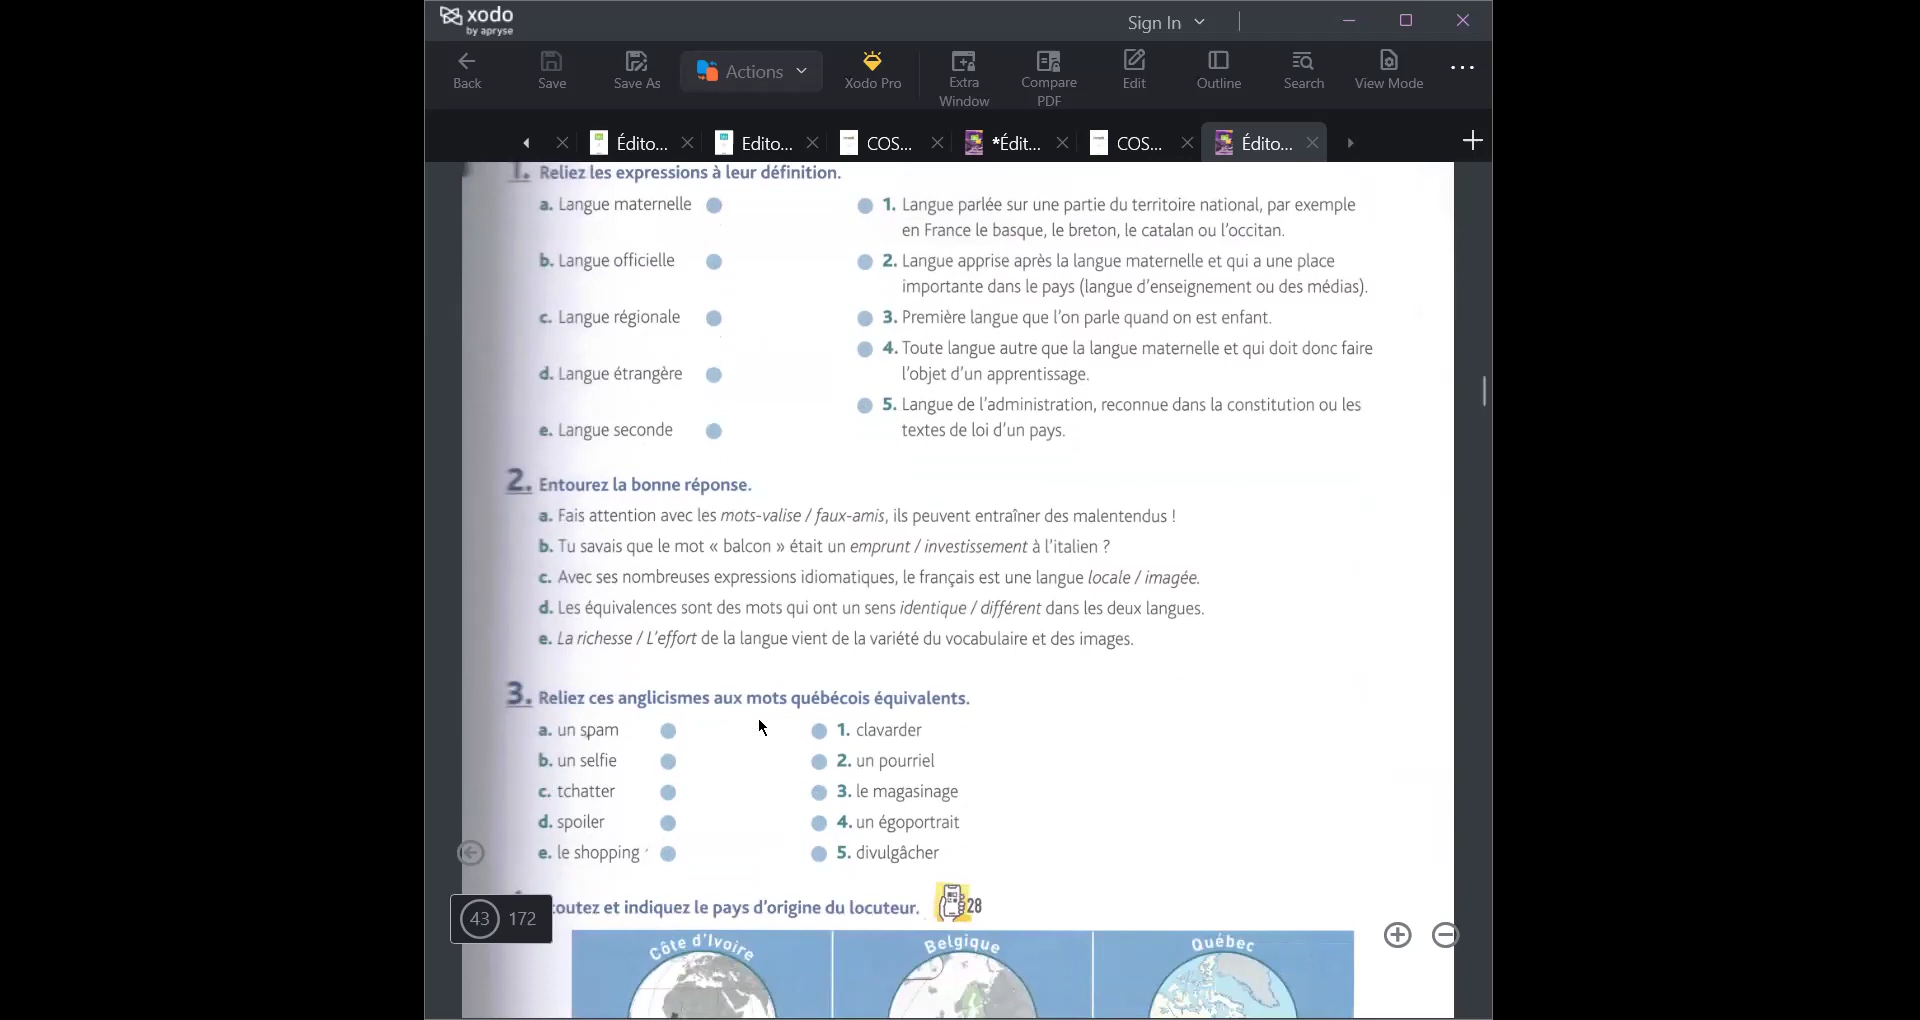 xodo
by apryse
Sign In
Back
Save
Save As
Actions
Xodo Pro
Extra
Window
Compare
PDF
Edit
Outline
Search
View Mode
Édito...
Edito...
COS...
*Édit...
COS...
Édito...
1. Reliez les expressions à leur définition.
a. Langue maternelle
1. Langue parlée sur une partie du territoire national, par exemple
en France le basque, le breton, le catalan ou l'occitan.
b. Langue officielle
2. Langue apprise après la langue maternelle et qui a une place
importante dans le pays (langue d'enseignement ou des médias).
c. Langue régionale
3. Première langue que l'on parle quand on est enfant.
4. Toute langue autre que la langue maternelle et qui doit donc faire
l'objet d'un apprentissage.
d. Langue étrangère
5. Langue de l'administration, reconnue dans la constitution ou les
textes de loi d'un pays.
e. Langue seconde
2. Entourez la bonne réponse.
a. Fais attention avec les mots-valise / faux-amis, ils peuvent entraîner des malentendus !
b. Tu savais que le mot « balcon » était un emprunt / investissement à l'italien ?
c. Avec ses nombreuses expressions idiomatiques, le français est une langue locale / imagée.
d. Les équivalences sont des mots qui ont un sens identique / différent dans les deux langues.
e. La richesse / L'effort de la langue vient de la variété du vocabulaire et des images.
3. Reliez ces anglicismes aux mots québécois équivalents.
a. un spam
1. clavarder
b. un selfie
2. un pourriel
c. tchatter
3. le magasinage
d. spoiler
4. un égoportrait
e. le shopping
5. divulgâcher
coutez et indiquez le pays d'origine du locuteur.
28
43
172
Côte d'Ivoire
Belgique
Québec